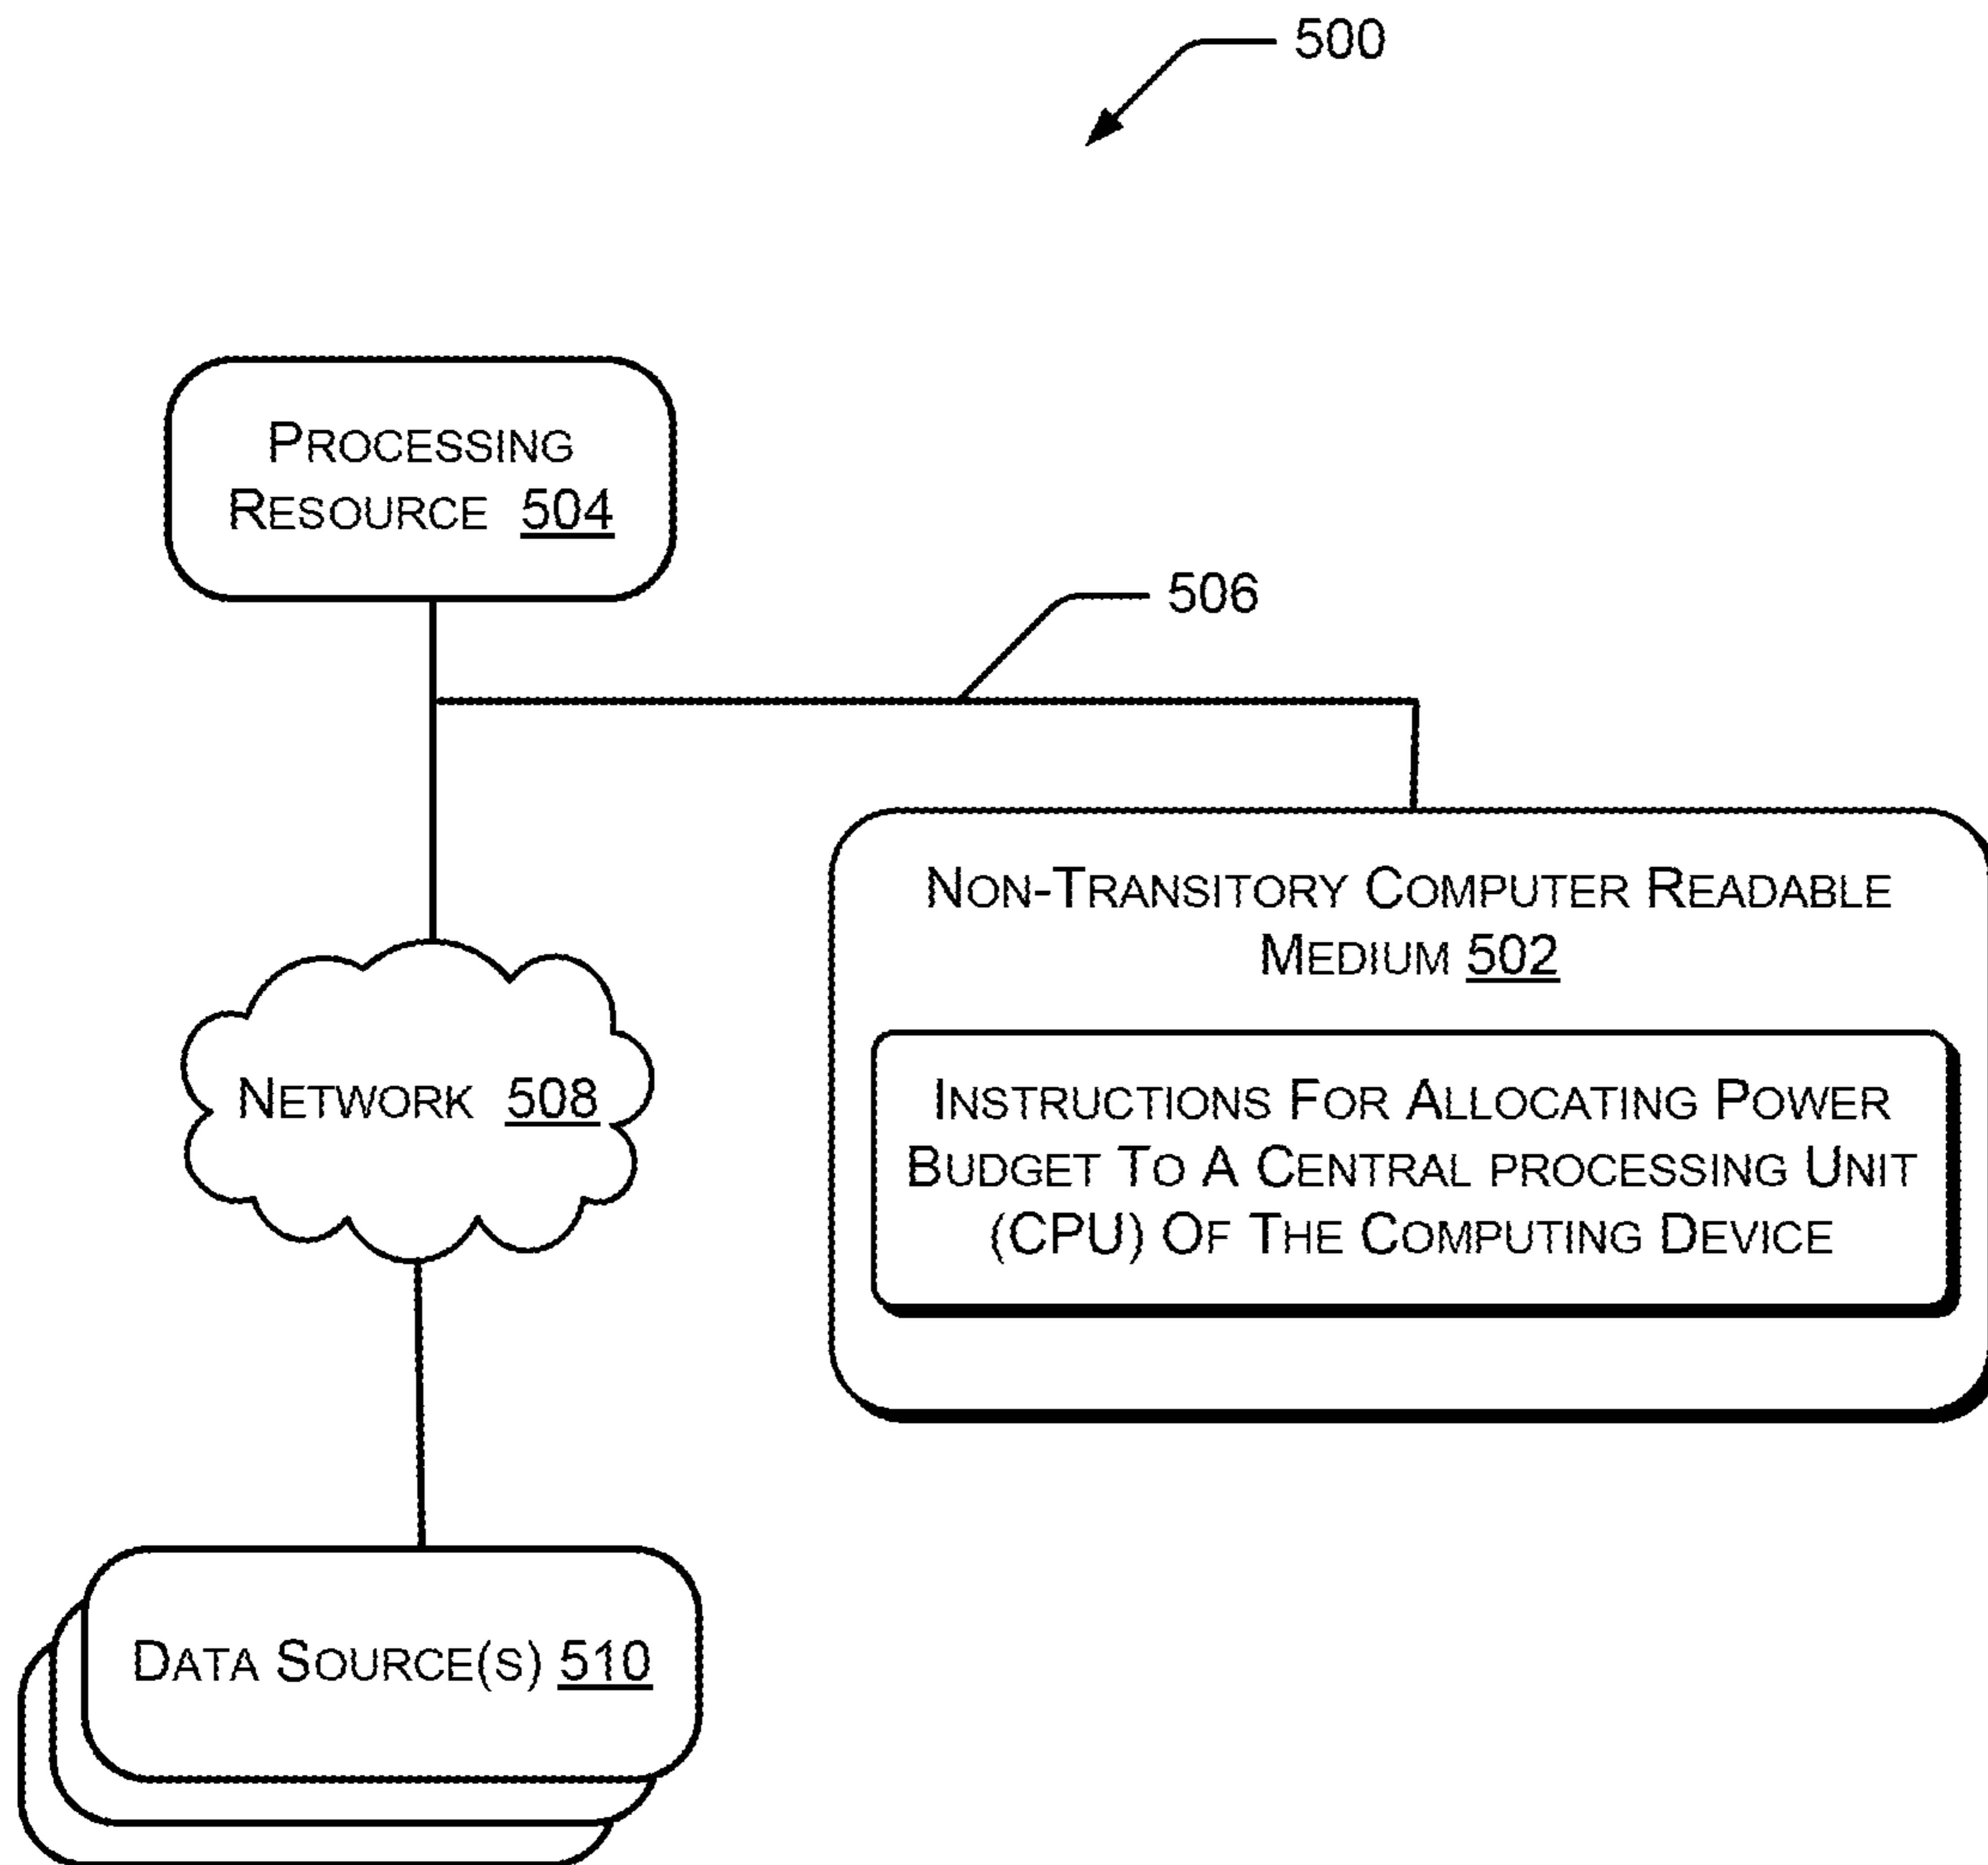 500
PROCESSING
RESOURCE 504
506
NON-TRANSITORY COMPUTER READABLE
MEDIUM 502
NETWORK 508
INSTRUCTIONS FOR ALLOCATING POWER
BUDGET TO A CENTRAL PROCESSING UNIT
(CPU) OF THE COMPUTING DEVICE
DATA SOURCE(S) 510